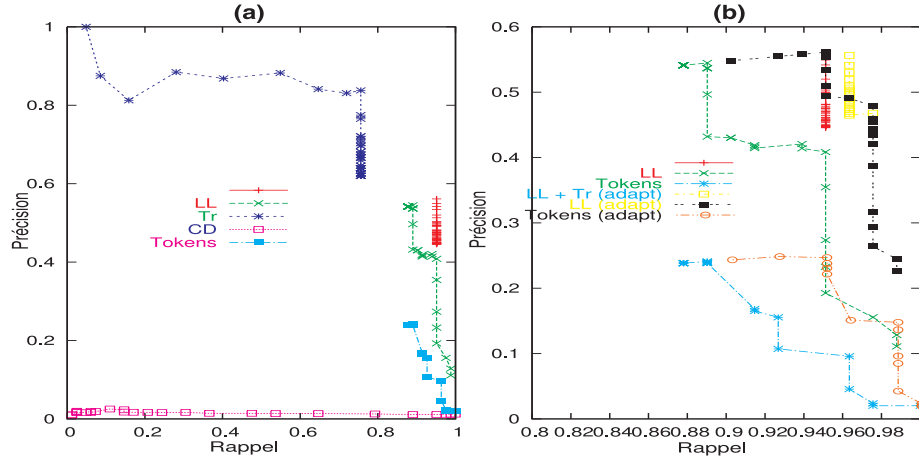 (a)
1
0.8
0.6
0.4
0.2
0
Précision
LL
Tr
CD
Tokens
0 0.2 0.4 0.6 0.8 1
Rappel
(b)
0.6
0.5
0.4
0.3
0.2
0.1
0
Précision
LL
Tokens
LL + Tr (adapt)
LL (adapt)
Tokens (adapt)
0.8 0.82 0.84 0.86 0.88 0.9 0.92 0.94 0.96 0.98
Rappel